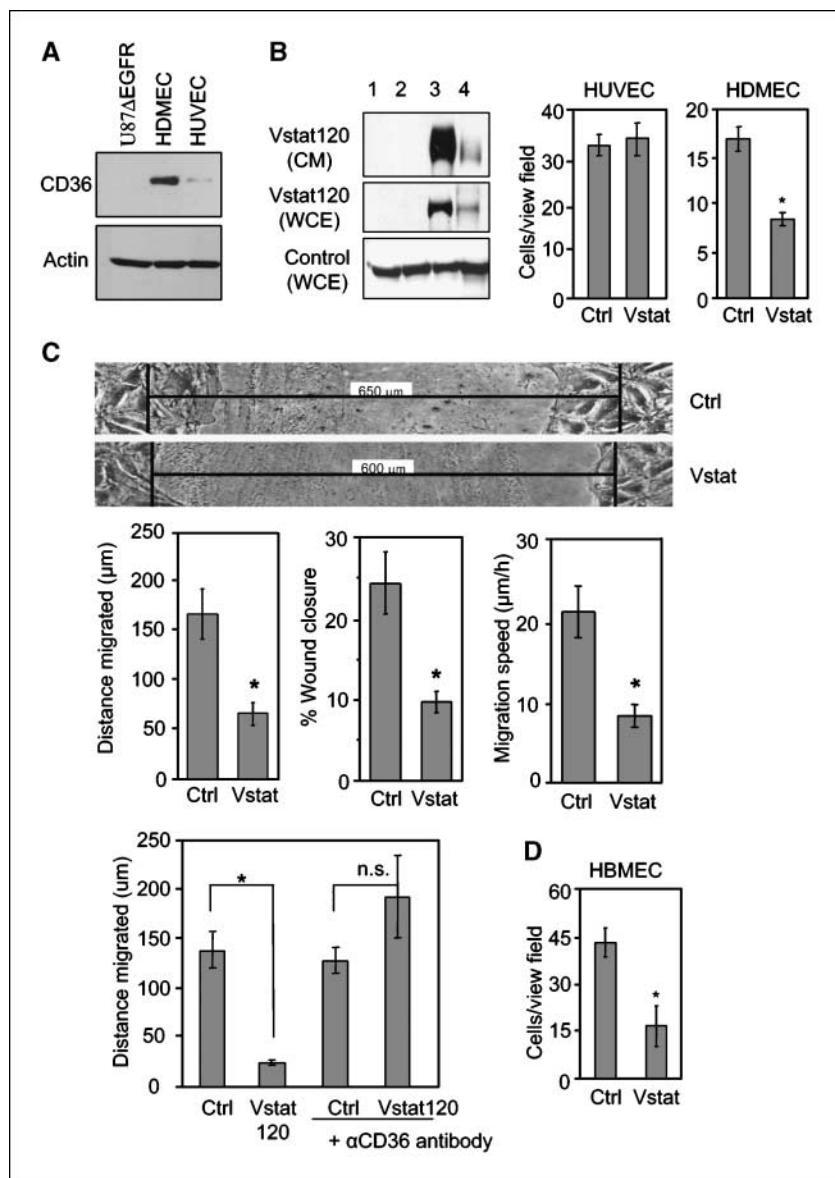 A
U87ΔEGFR
HDMEC
HUVEC
CD36
Actin
B
1 2 3 4
Vstat120
(CM)
Vstat120
(WCE)
Control
(WCE)
HUVEC
Cells/view field
40
30
20
10
0
Ctrl Vstat
HDMEC
20
15
10
5
0
*
Ctrl Vstat
C
650 µm
Ctrl
600 µm
Vstat
Distance migrated (µm)
250
200
150
100
50
0
*
Ctrl Vstat
% Wound closure
30
20
10
0
*
Ctrl Vstat
Migration speed (µm/h)
30
20
10
0
*
Ctrl Vstat
Distance migrated (um)
250
200
150
100
50
0
*
n.s.
Ctrl Vstat
120
Ctrl Vstat120
+ αCD36 antibody
D
HBMEC
Cells/view field
60
45
30
15
0
*
Ctrl Vstat